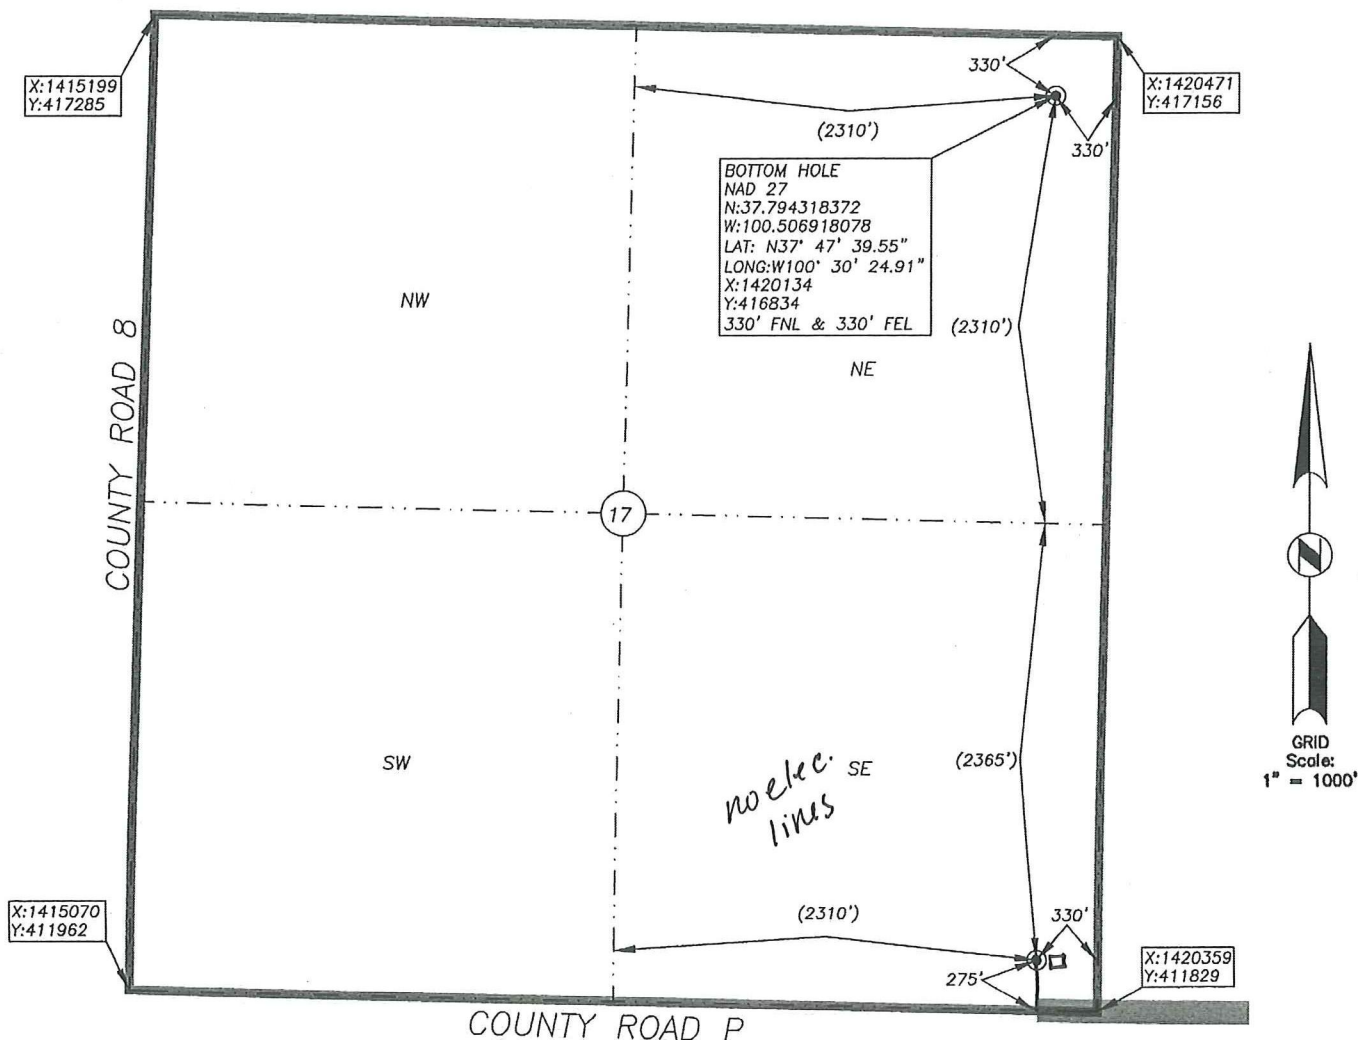 X:1415199
Y:417285
330'
X:1420471
Y:417156
(2310')
330'
BOTTOM HOLE
NAD 27
N:37.794318372
W:100.506918078
LAT: N37° 47' 39.55"
LONG:W100° 30' 24.91"
X:1420134
Y:416834
330' FNL & 330' FEL
(2310')
NW
NE
COUNTY ROAD 8
17
N
GRID
Scale:
1" = 1000'
SW
no elec.
lines
SE
(2365')
X:1415070
Y:411962
(2310')
330'
275'
X:1420359
Y:411829
COUNTY ROAD P